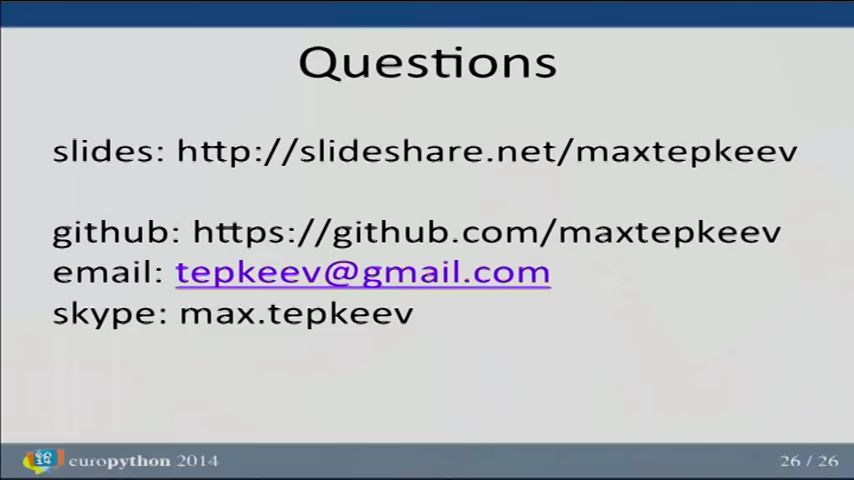 Questions
slides: http://slideshare.net/maxtepkeev
github: https://github.com/maxtepkeev
email: tepkeev@gmail.com
skype: max.tepkeev
europython 2014
26 / 26